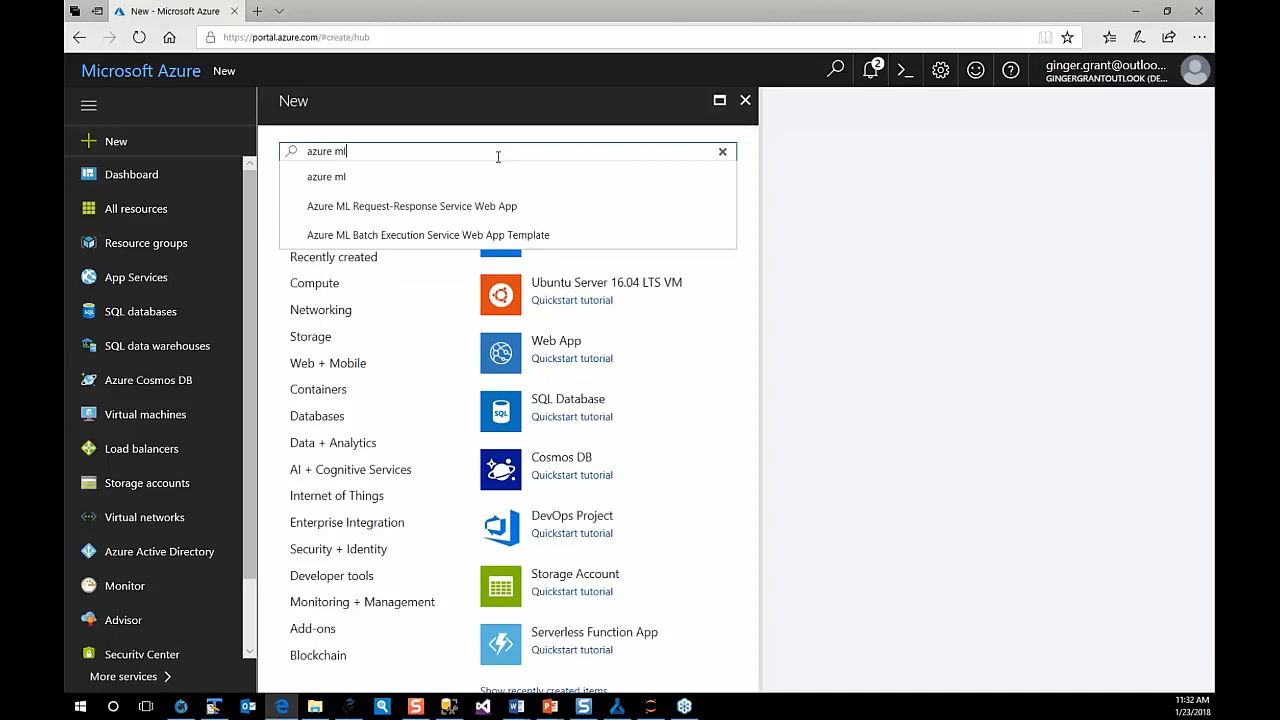 New - Microsoft Azure
https://portal.azure.com/#create/hub
Microsoft Azure New
2
ginger.grant@outloo...
GINGERGRANTOUTLOOK (DE...
New
Dashboard
All resources
Resource groups
App Services
SQL databases
SQL data warehouses
Azure Cosmos DB
Virtual machines
Load balancers
Storage accounts
Virtual networks
Azure Active Directory
Monitor
Advisor
Security Center
More services
New
azure ml
azure ml
Azure ML Request-Response Service Web App
Azure ML Batch Execution Service Web App Template
Recently created
Compute
Networking
Storage
Web + Mobile
Containers
Databases
Data + Analytics
AI + Cognitive Services
Internet of Things
Enterprise Integration
Security + Identity
Developer tools
Monitoring + Management
Add-ons
Blockchain
Ubuntu Server 16.04 LTS VM
Quickstart tutorial
Web App
Quickstart tutorial
SQL
SQL Database
Quickstart tutorial
Cosmos DB
Quickstart tutorial
DevOps Project
Quickstart tutorial
Storage Account
Quickstart tutorial
Serverless Function App
Quickstart tutorial
Show recently created items
11:32 AM
1/23/2018